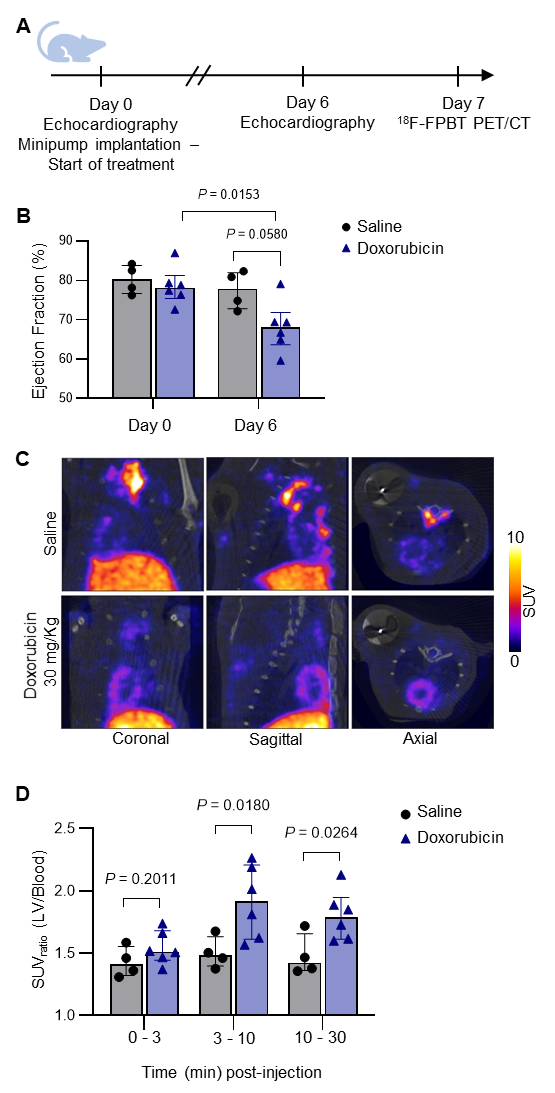 A
Day 0
Echocardiography
Minipump implantation –
Start of treatment
Day 6
Echocardiography
Day 7
¹⁸F-FPBT PET/CT
B
P = 0.0153
P = 0.0580
Saline
Doxorubicin
Ejection Fraction (%)
90
80
70
60
50
Day 0
Day 6
C
Saline
Doxorubicin
30 mg/Kg
Coronal
Sagittal
Axial
10
SUV
0
D
P = 0.0180
P = 0.0264
P = 0.2011
Saline
Doxorubicin
SUVratio (LV/Blood)
2.5
2.0
1.5
1.0
0 - 3
3 - 10
10 - 30
Time (min) post-injection